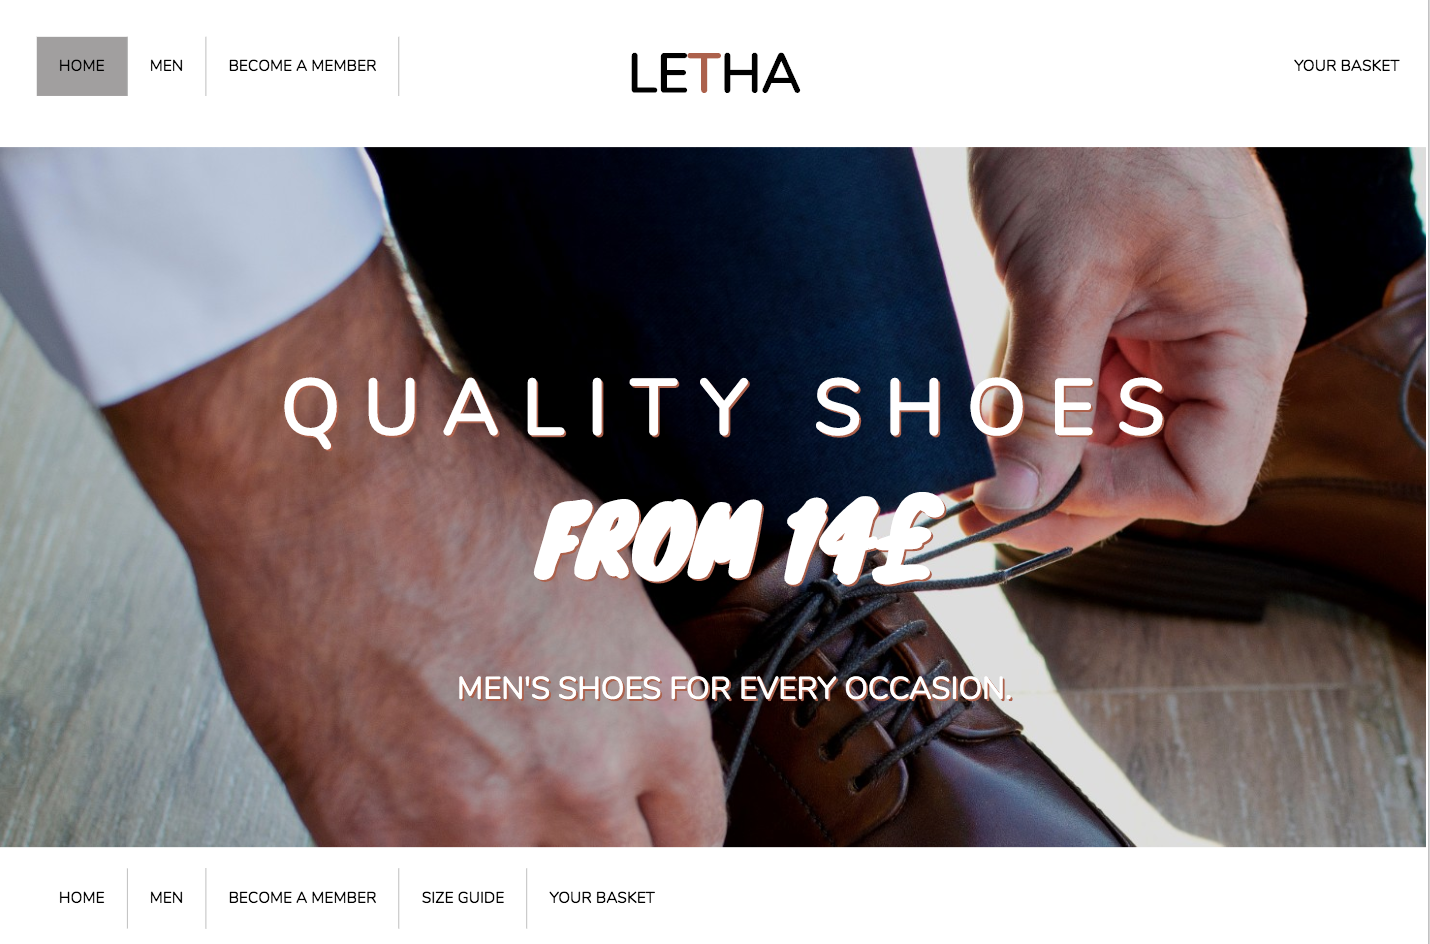 HOME MEN BECOME A MEMBER LETHA YOUR BASKET
QUALITY SHOES
FROM 14£
MEN'S SHOES FOR EVERY OCCASION.
HOME MEN BECOME A MEMBER SIZE GUIDE YOUR BASKET